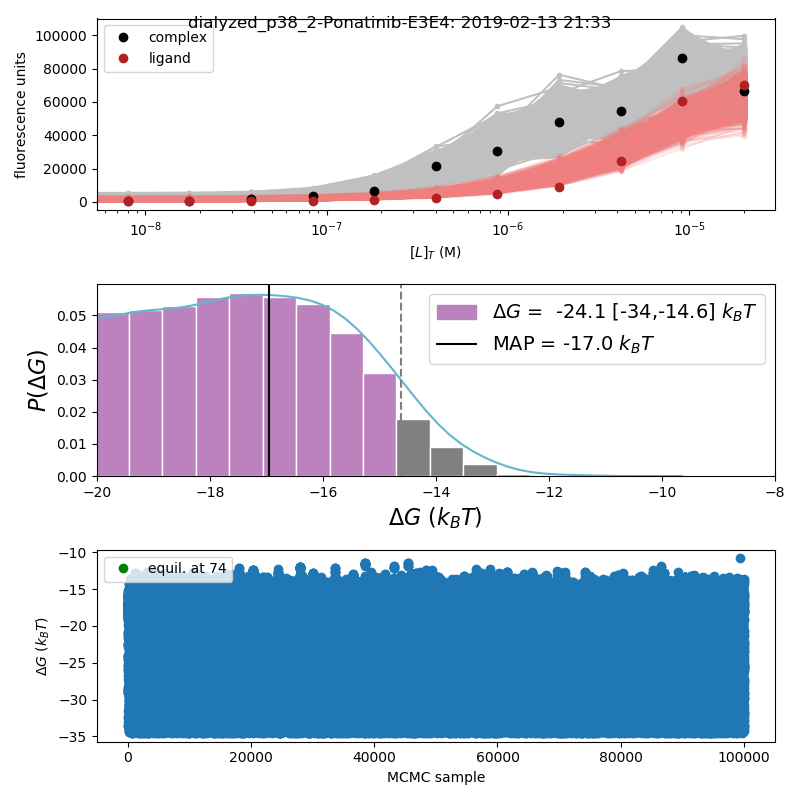 dialyzed_p38_2-Ponatinib-E3E4: 2019-02-13 21:33
complex
ligand
fluorescence units
100000
80000
60000
40000
20000
0
10⁻⁸
10⁻⁷
10⁻⁶
10⁻⁵
[L]_T (M)
ΔG = -24.1 [-34,-14.6] k_BT
MAP = -17.0 k_BT
P(ΔG)
0.05
0.04
0.03
0.02
0.01
0.00
−20
−18
−16
−14
−12
−10
−8
ΔG (k_BT)
equil. at 74
ΔG (k_BT)
−10
−15
−20
−25
−30
−35
0
20000
40000
60000
80000
100000
MCMC sample